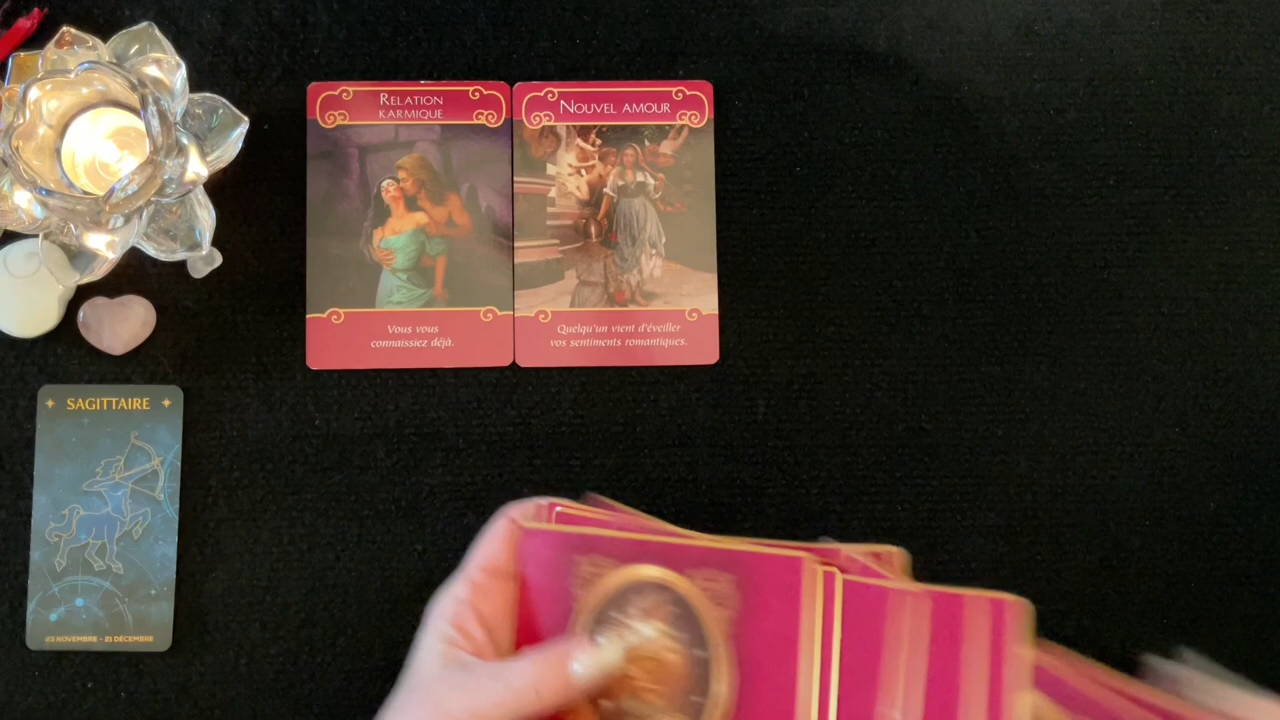 RELATION
KARMIQUE
Vous vous
connaissiez déjà.
NOUVEL AMOUR
Quelqu'un vient d'éveiller
vos sentiments romantiques.
SAGITTAIRE
23 NOVEMBRE - 21 DÉCEMBRE